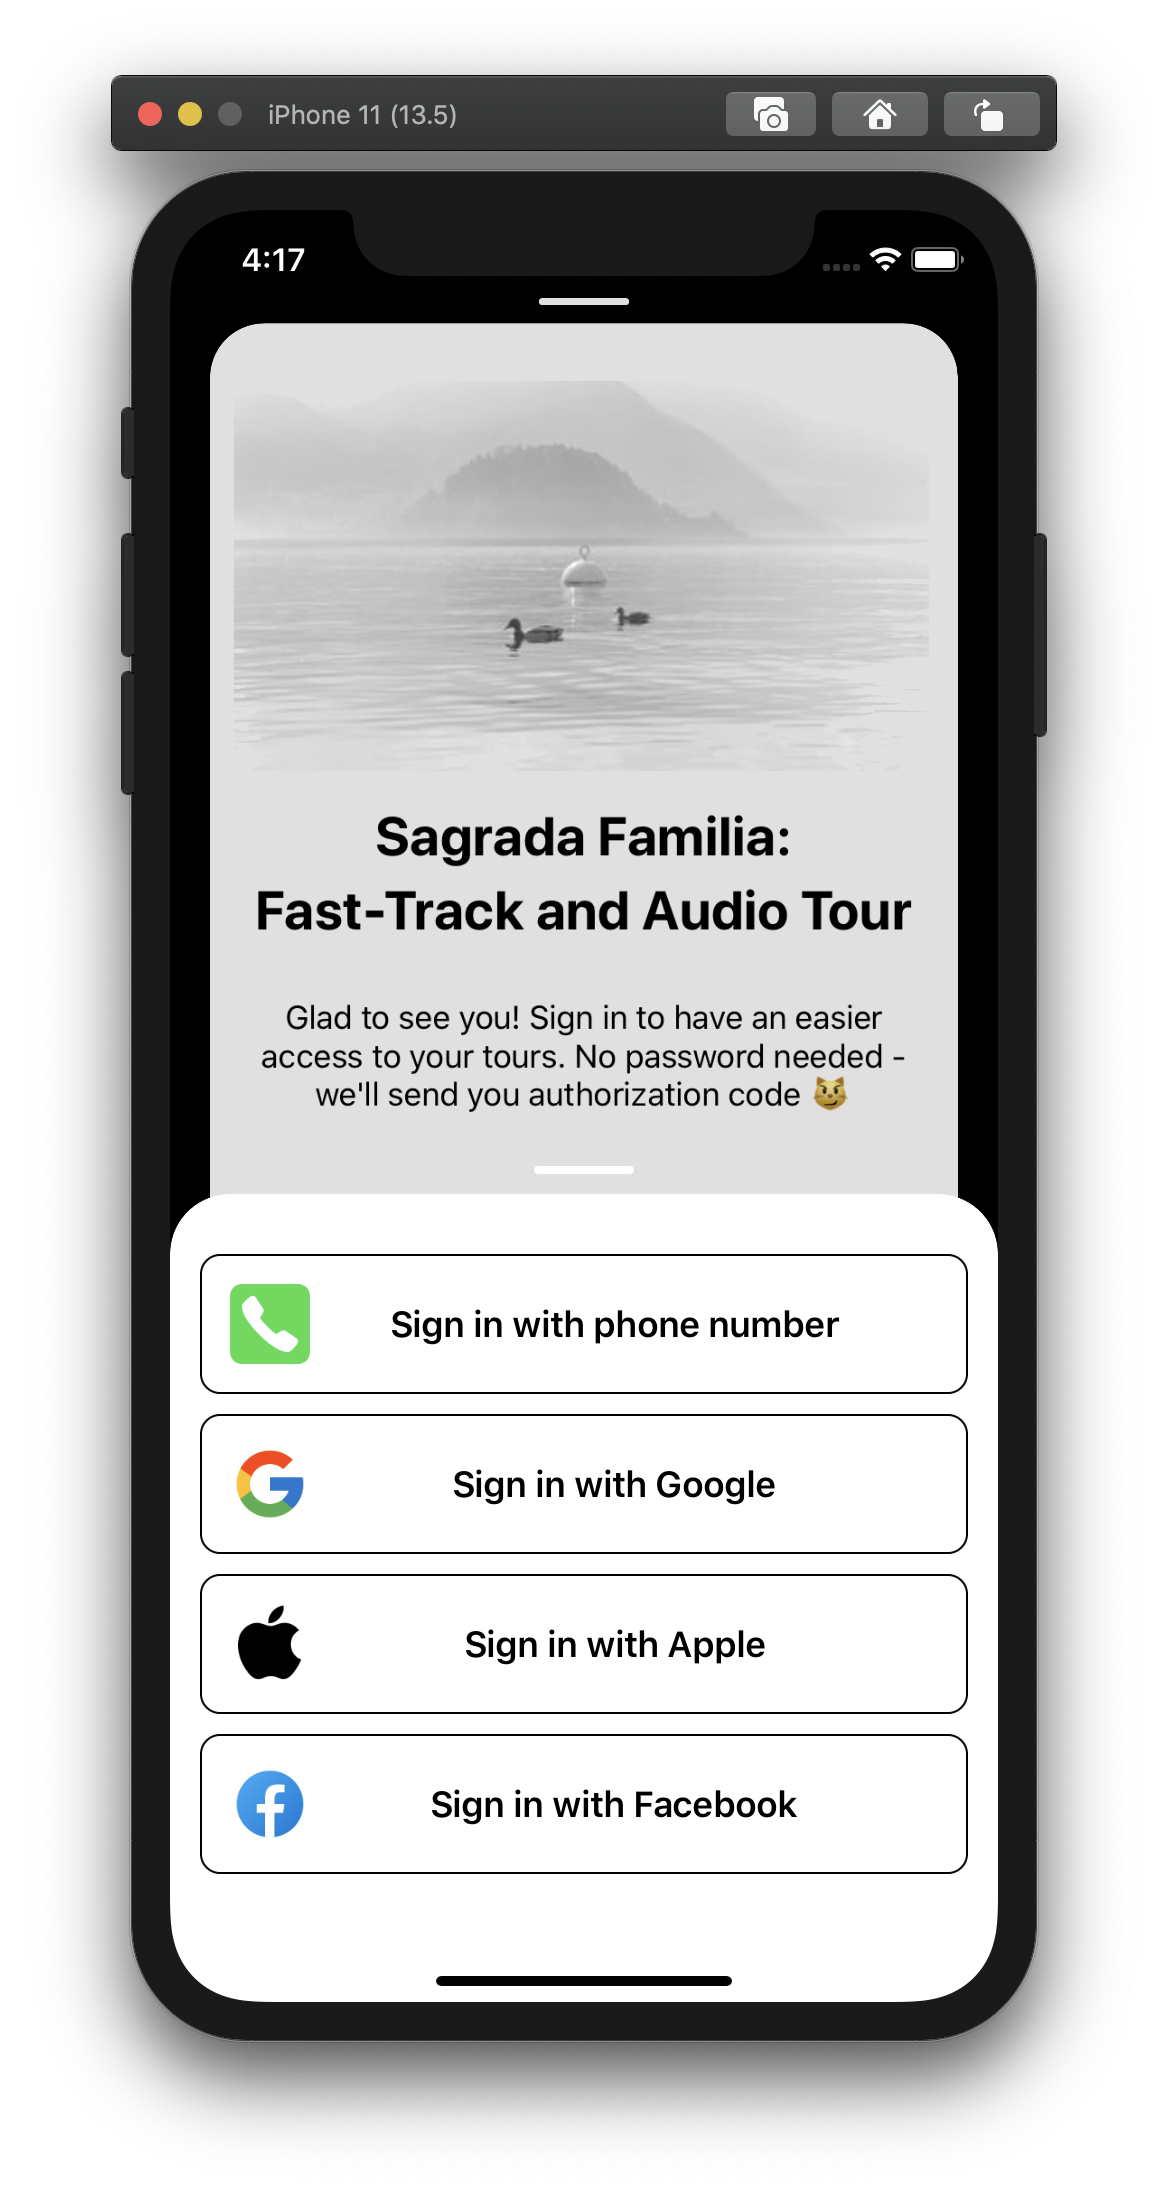 iPhone 11 (13.5)
4:17
Sagrada Familia:
Fast-Track and Audio Tour
Glad to see you! Sign in to have an easier
access to your tours. No password needed -
we'll send you authorization code 😼
Sign in with phone number
Sign in with Google
Sign in with Apple
Sign in with Facebook